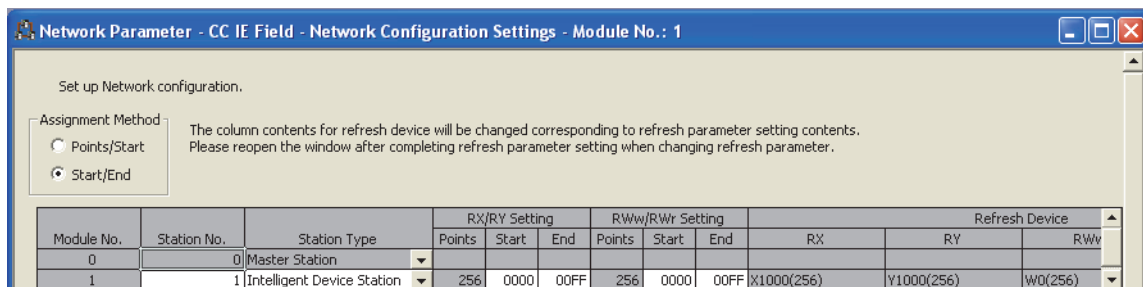 Network Parameter - CC IE Field - Network Configuration Settings - Module No.: 1
Set up Network configuration.
Assignment Method
Points/Start
Start/End
The column contents for refresh device will be changed corresponding to refresh parameter setting contents.
Please reopen the window after completing refresh parameter setting when changing refresh parameter.
RX/RY Setting RWw/RWr Setting Refresh Device
Module No. Station No. Station Type Points Start End Points Start End RX RY RWw
0 0 Master Station
1 1 Intelligent Device Station 256 0000 00FF 256 0000 00FF X1000(256) Y1000(256) W0(256)